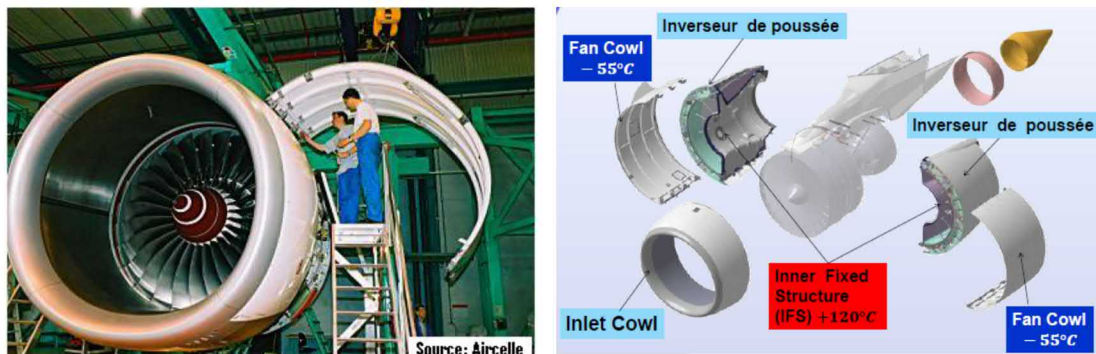 Source: Aircelle
Inverseur de poussée
Fan Cowl
− 55°C
Inverseur de poussée
Inlet Cowl
Inner Fixed
Structure
(IFS) +120°C
Fan Cowl
− 55°C